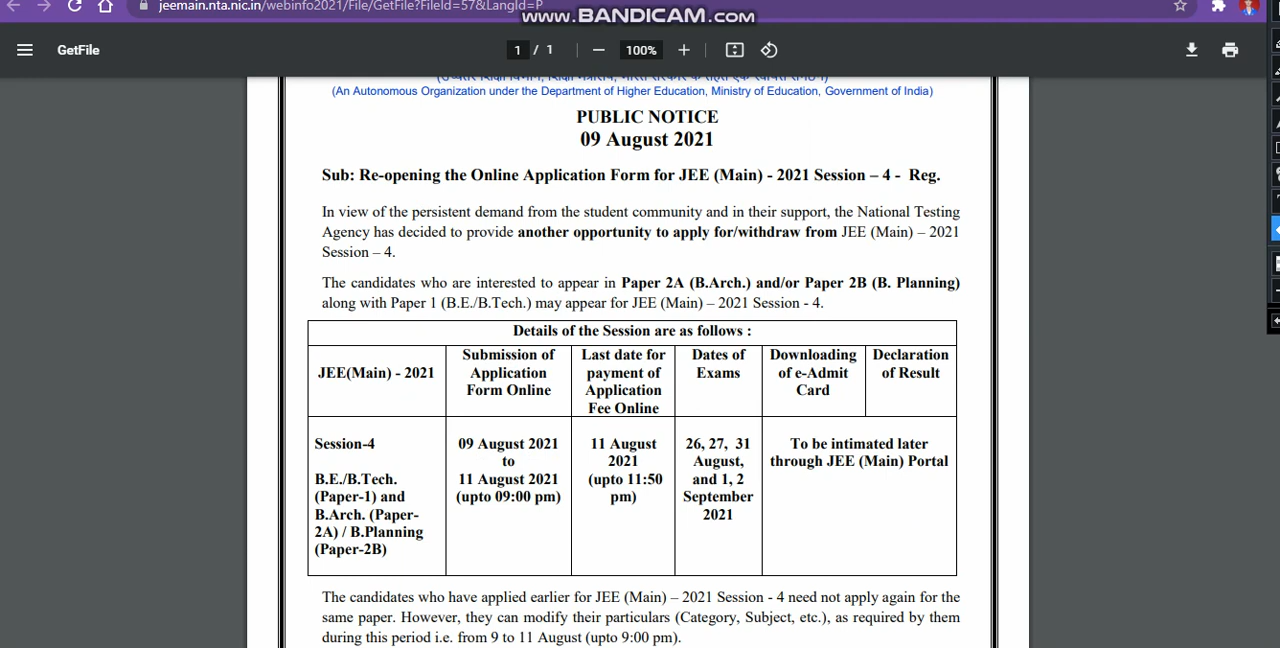 jeemain.nta.nic.in/webinfo2021/File/GetFile?FileId=57&LangId=P
www.BANDICAM.com
GetFile
1 / 1
100%
(An Autonomous Organization under the Department of Higher Education, Ministry of Education, Government of India)
PUBLIC NOTICE
09 August 2021
Sub: Re-opening the Online Application Form for JEE (Main) - 2021 Session – 4 - Reg.
In view of the persistent demand from the student community and in their support, the National Testing
Agency has decided to provide another opportunity to apply for/withdraw from JEE (Main) – 2021
Session – 4.
The candidates who are interested to appear in Paper 2A (B.Arch.) and/or Paper 2B (B. Planning)
along with Paper 1 (B.E./B.Tech.) may appear for JEE (Main) – 2021 Session - 4.
Details of the Session are as follows :
JEE(Main) - 2021
Submission of
Application
Form Online
Last date for
payment of
Application
Fee Online
Dates of
Exams
Downloading
of e-Admit
Card
Declaration
of Result
Session-4
B.E./B.Tech.
(Paper-1) and
B.Arch. (Paper-
2A) / B.Planning
(Paper-2B)
09 August 2021
to
11 August 2021
(upto 09:00 pm)
11 August
2021
(upto 11:50
pm)
26, 27, 31
August,
and 1, 2
September
2021
To be intimated later
through JEE (Main) Portal
The candidates who have applied earlier for JEE (Main) – 2021 Session - 4 need not apply again for the
same paper. However, they can modify their particulars (Category, Subject, etc.), as required by them
during this period i.e. from 9 to 11 August (upto 9:00 pm).